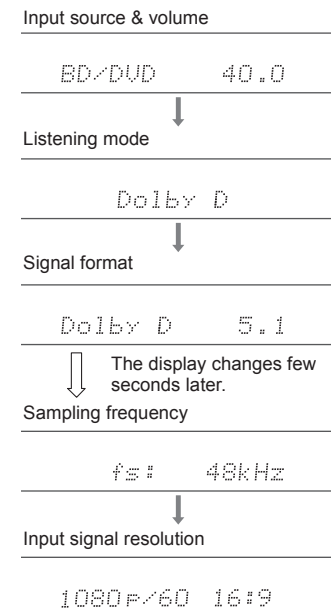 Input source & volume
BD/DVD 40.0
Listening mode
Dolby D
Signal format
Dolby D 5.1
The display changes few
seconds later.
Sampling frequency
fs: 48kHz
Input signal resolution
1080p/60 16:9